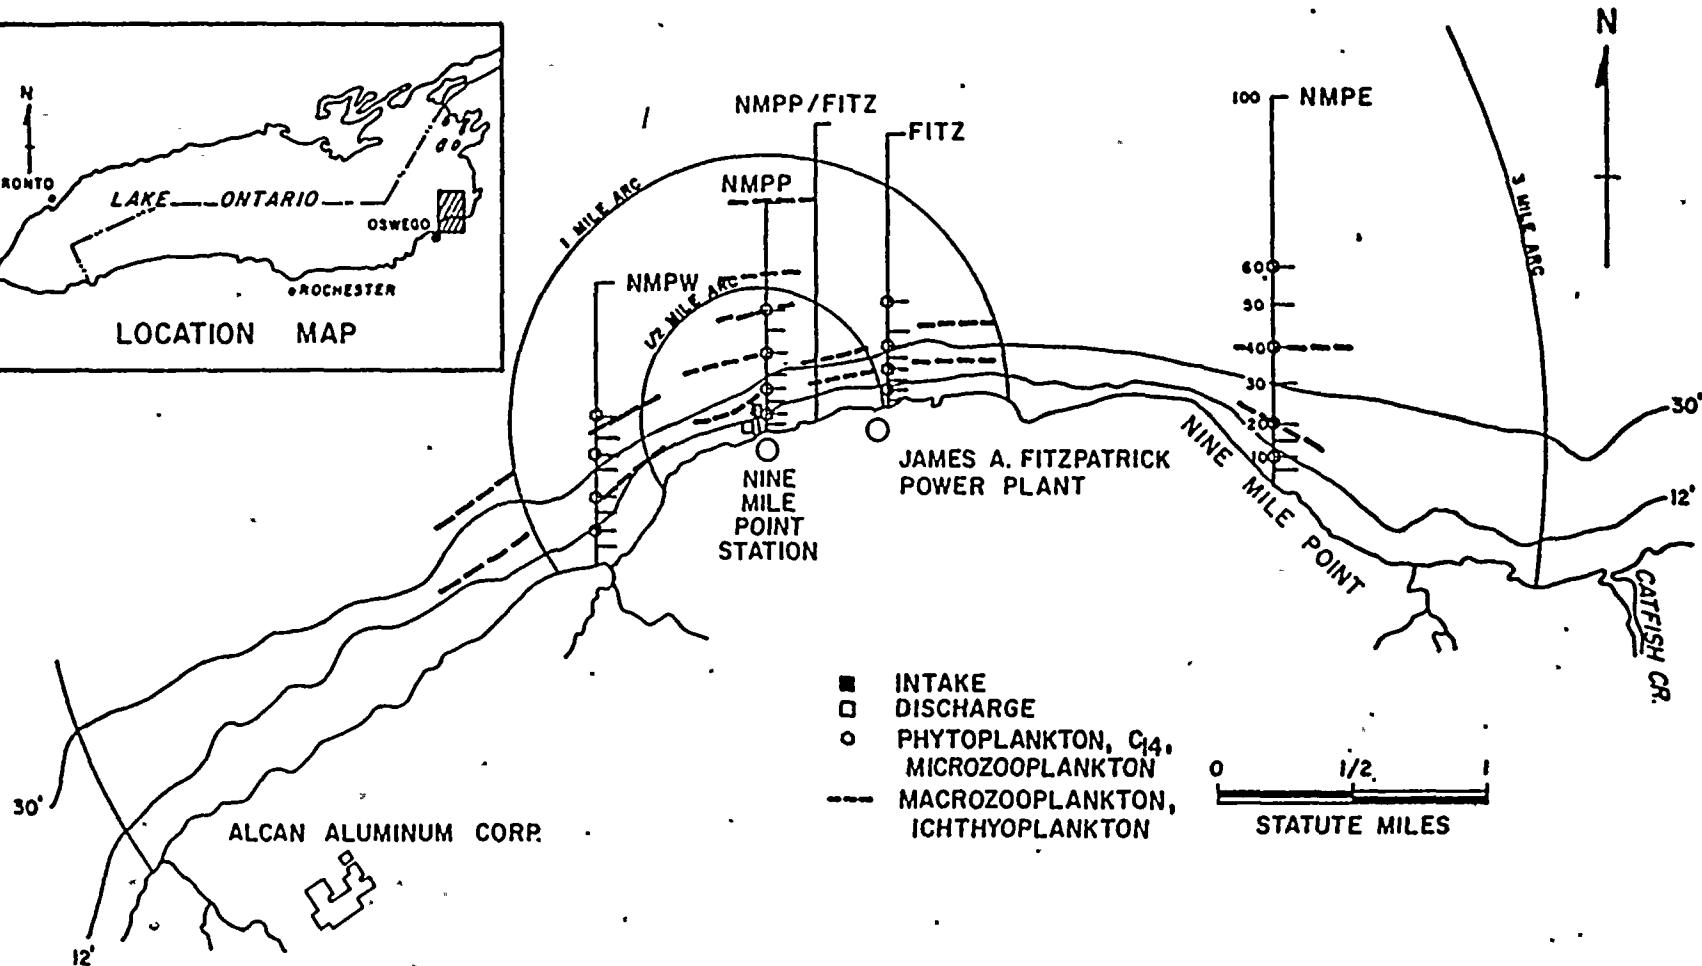 N
RONTO
LAKE ONTARIO
OSWEGO
ROCHESTER
LOCATION MAP
N
NMPP/FITZ
FITZ
100 NMPE
1 MILE ARC
NMPP
3 MILE ARC
NMPW
1/2 MILE ARC
60
50
40
30
20
10
30'
12'
NINE
MILE
POINT
STATION
JAMES A. FITZPATRICK
POWER PLANT
NINE MILE POINT
CATFISH CR.
INTAKE
DISCHARGE
PHYTOPLANKTON, C14,
MICROZOOPLANKTON
MACROZOOPLANKTON,
ICHTHYOPLANKTON
0 1/2 1
STATUTE MILES
30'
ALCAN ALUMINUM CORP.
12'